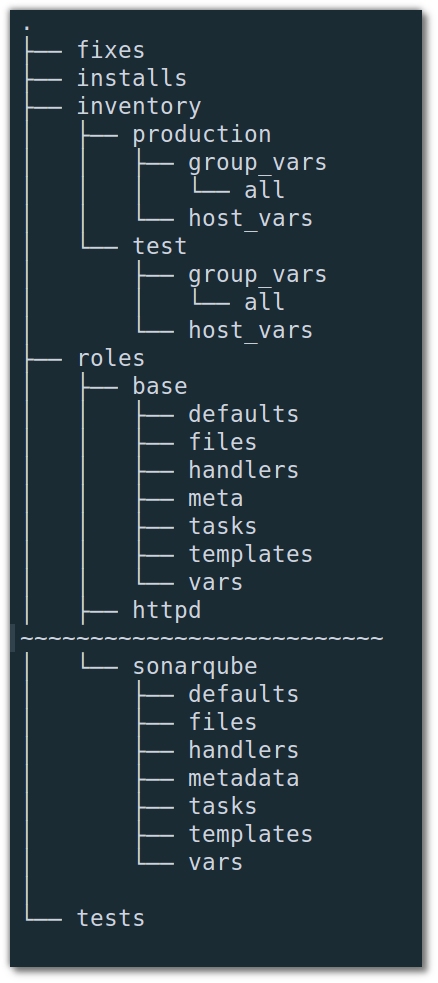 .
├── fixes
├── installs
├── inventory
│   ├── production
│   │   ├── group_vars
│   │   │   └── all
│   │   └── host_vars
│   └── test
│       ├── group_vars
│       │   └── all
│       └── host_vars
├── roles
│   ├── base
│   │   ├── defaults
│   │   ├── files
│   │   ├── handlers
│   │   ├── meta
│   │   ├── tasks
│   │   ├── templates
│   │   └── vars
│   ├── httpd
~~~~~~~~~~~~~~~~~~~~~~~~~~
│   └── sonarqube
│       ├── defaults
│       ├── files
│       ├── handlers
│       ├── metadata
│       ├── tasks
│       ├── templates
│       └── vars
│
└── tests